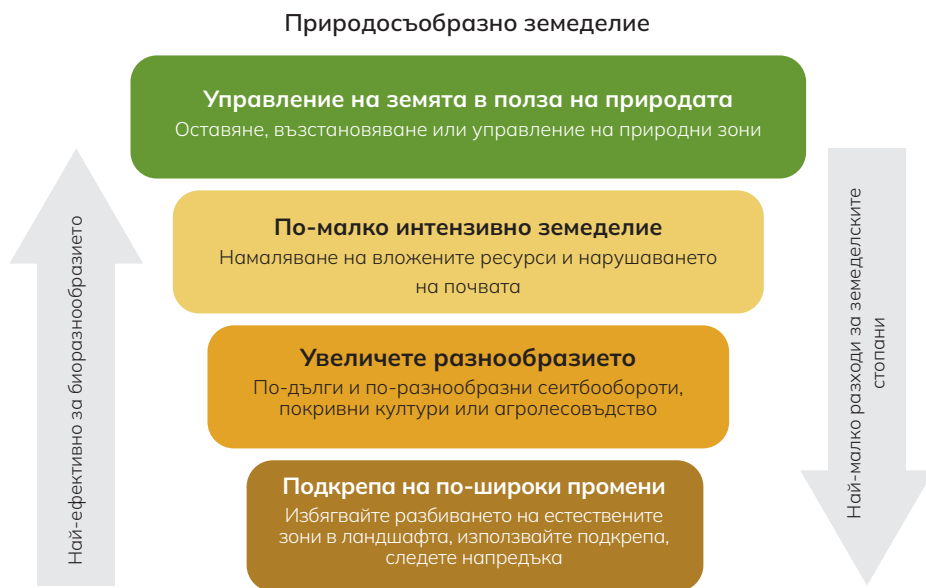 Природосъобразно земеделие
Управление на земята в полза на природата
Оставяне, възстановяване или управление на природни зони
По-малко интензивно земеделие
Намаляване на вложените ресурси и нарушаването
на почвата
Увеличете разнообразието
По-дълги и по-разнообразни сеитбообороти,
покривни култури или агролесовъдство
Подкрепа на по-широки промени
Избягвайте разбиването на естествените
зони в ландшафта, използвайте подкрепа,
следете напредъка
Най-ефективно за биоразнообразието
Най-малко разходи за земеделските
стопани